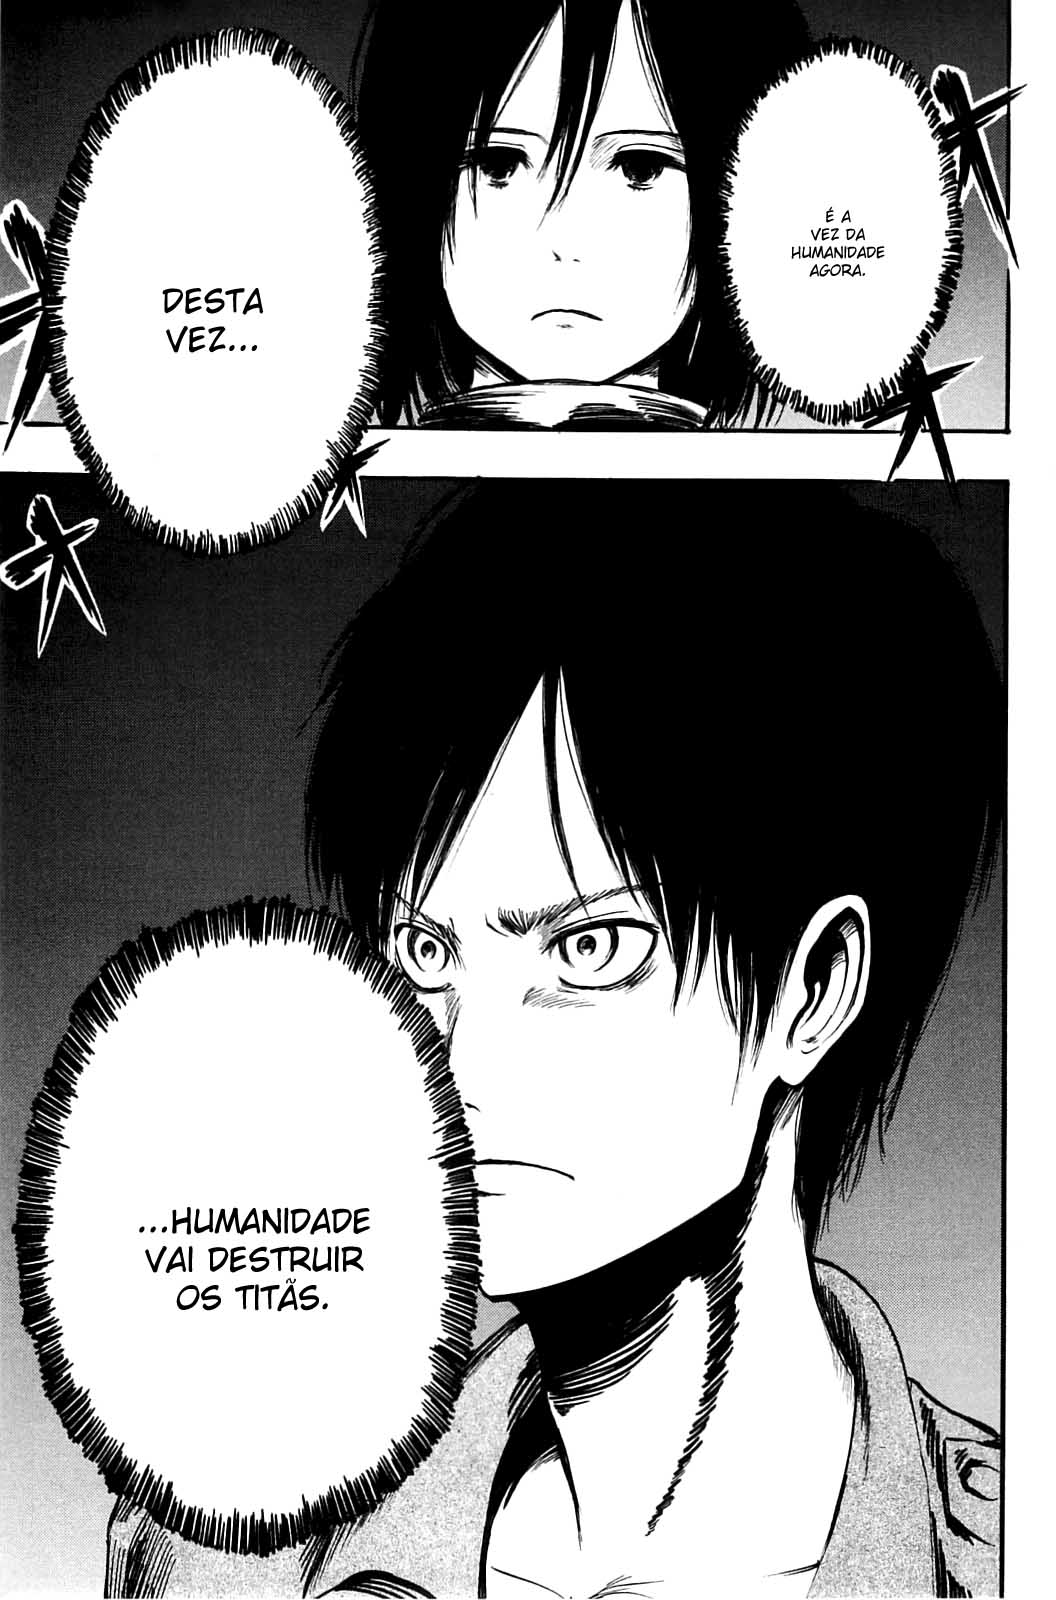 É A
VEZ DA
HUMANIDADE
AGORA.
DESTA
VEZ...
...HUMANIDADE
VAI DESTRUIR
OS TITÃS.